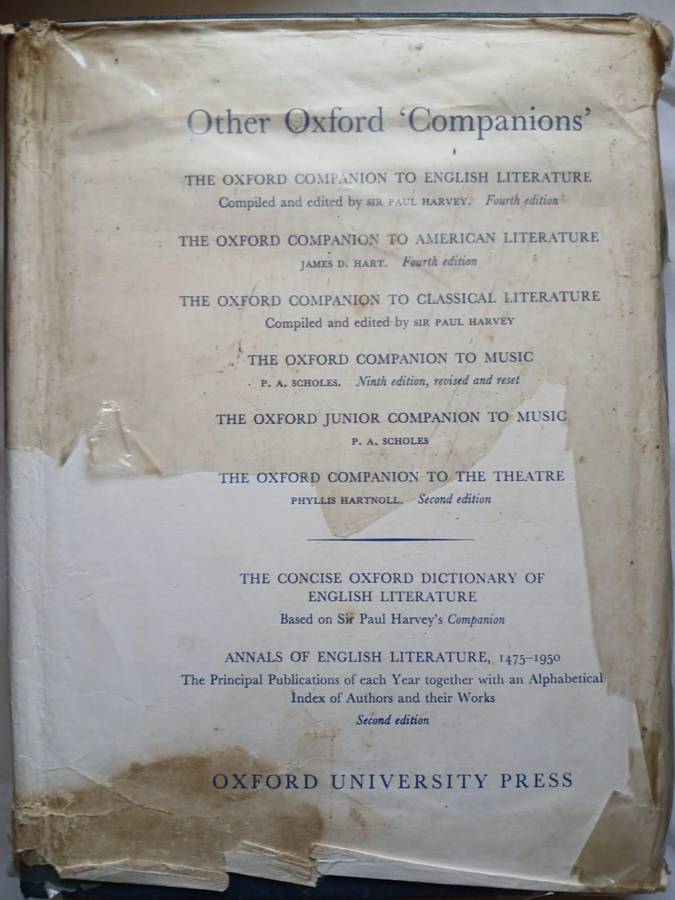 Other Oxford ‘Companions’
THE OXFORD COMPANION TO ENGLISH LITERATURE
Compiled and edited by SIR PAUL HARVEY. Fourth edition
THE OXFORD COMPANION TO AMERICAN LITERATURE
JAMES D. HART. Fourth edition
THE OXFORD COMPANION TO CLASSICAL LITERATURE
Compiled and edited by SIR PAUL HARVEY
THE OXFORD COMPANION TO MUSIC
P. A. SCHOLES. Ninth edition, revised and reset
THE OXFORD JUNIOR COMPANION TO MUSIC
P. A. SCHOLES
THE OXFORD COMPANION TO THE THEATRE
PHYLLIS HARTNOLL. Second edition
THE CONCISE OXFORD DICTIONARY OF
ENGLISH LITERATURE
Based on Sir Paul Harvey’s Companion
ANNALS OF ENGLISH LITERATURE, 1475–1950
The Principal Publications of each Year together with an Alphabetical
Index of Authors and their Works
Second edition
OXFORD UNIVERSITY PRESS